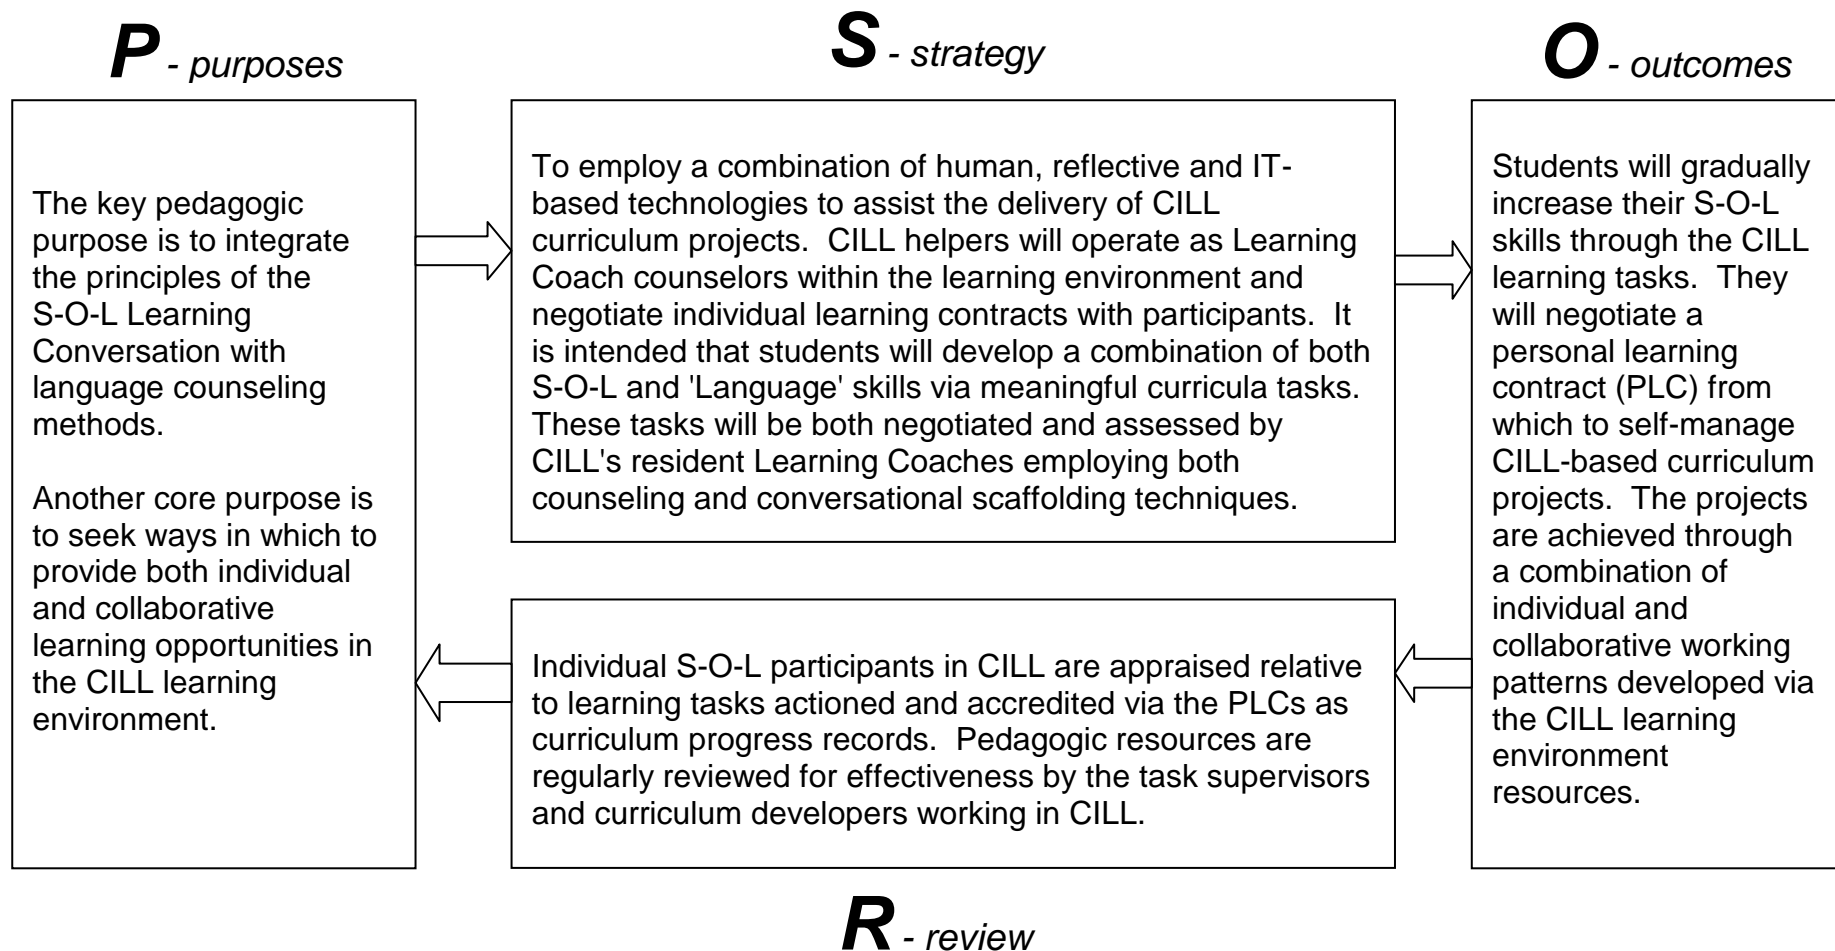 P - purposes
S - strategy
O - outcomes
The key pedagogic
purpose is to integrate
the principles of the
S-O-L Learning
Conversation with
language counseling
methods.
Another core purpose is
to seek ways in which to
provide both individual
and collaborative
learning opportunities in
the CILL learning
environment.
To employ a combination of human, reflective and IT-
based technologies to assist the delivery of CILL
curriculum projects.  CILL helpers will operate as Learning
Coach counselors within the learning environment and
negotiate individual learning contracts with participants.  It
is intended that students will develop a combination of both
S-O-L and 'Language' skills via meaningful curricula tasks.
These tasks will be both negotiated and assessed by
CILL's resident Learning Coaches employing both
counseling and conversational scaffolding techniques.
Students will gradually
increase their S-O-L
skills through the CILL
learning tasks.  They
will negotiate a
personal learning
contract (PLC) from
which to self-manage
CILL-based curriculum
projects.  The projects
are achieved through
a combination of
individual and
collaborative working
patterns developed via
the CILL learning
environment
resources.
Individual S-O-L participants in CILL are appraised relative
to learning tasks actioned and accredited via the PLCs as
curriculum progress records.  Pedagogic resources are
regularly reviewed for effectiveness by the task supervisors
and curriculum developers working in CILL.
R - review